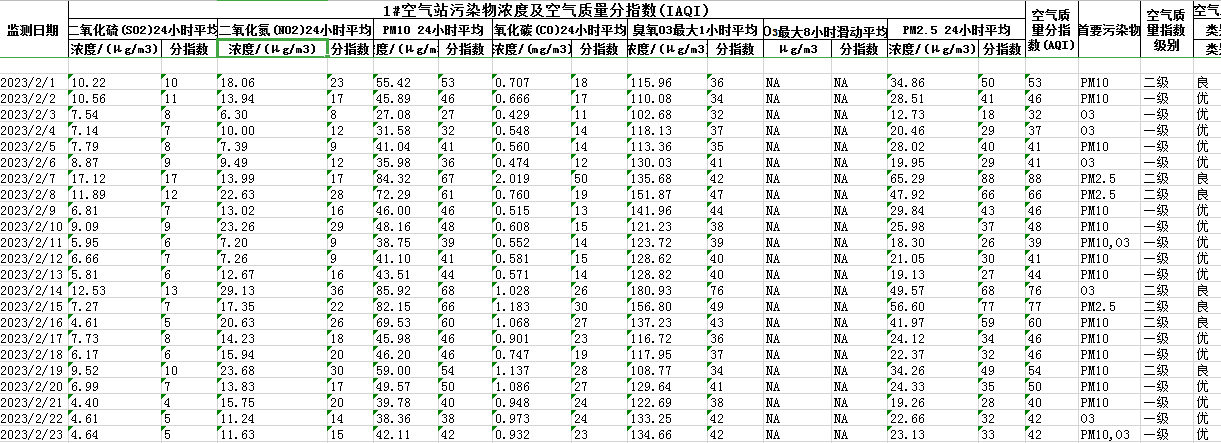 1#空气站污染物浓度及空气质量分指数(IAQI)
监测日期 二氧化硫(SO2)24小时平均 二氧化氮(NO2)24小时平均 PM10 24小时平均 氧化碳(CO)24小时平均 臭氧O3最大1小时平均 O3最大8小时滑动平均 PM2.5 24小时平均 空气质量分指数(AQI) 首要污染物 空气质量指数级别 空气
浓度/(μg/m3) 分指数 浓度/(μg/m3) 分指数 度/(μg/m 分指数 浓度/(mg/m3) 分指数 浓度/(μg/m3) 分指数 μg/m3 分指数 浓度/(μg/m3) 分指数 类
2023/2/1 10.22 10 18.06 23 55.42 53 0.707 18 115.96 36 NA NA 34.86 50 53 PM10 二级 良
2023/2/2 10.56 11 13.94 17 45.89 46 0.666 17 110.08 34 NA NA 28.51 41 46 PM10 一级 优
2023/2/3 7.54 8 6.30 8 27.08 27 0.429 11 102.68 32 NA NA 12.73 18 32 O3 一级 优
2023/2/4 7.14 7 10.00 12 31.58 32 0.548 14 118.13 37 NA NA 20.46 29 37 O3 一级 优
2023/2/5 7.79 8 7.39 9 41.04 41 0.560 14 113.36 35 NA NA 28.02 40 41 PM10 一级 优
2023/2/6 8.87 9 9.49 12 35.98 36 0.474 12 130.03 41 NA NA 19.95 29 41 O3 一级 优
2023/2/7 17.12 17 13.99 17 84.32 67 2.019 50 135.68 42 NA NA 65.29 88 88 PM2.5 二级 良
2023/2/8 11.89 12 22.63 28 72.29 61 0.760 19 151.87 47 NA NA 47.92 66 66 PM2.5 二级 良
2023/2/9 6.81 7 13.02 16 46.00 46 0.515 13 141.96 44 NA NA 29.84 43 46 PM10 一级 优
2023/2/10 9.09 9 23.26 29 48.16 48 0.608 15 121.23 38 NA NA 25.98 37 48 PM10 一级 优
2023/2/11 5.95 6 7.20 9 38.75 39 0.552 14 123.72 39 NA NA 18.30 26 39 PM10,O3 一级 优
2023/2/12 6.66 7 7.26 9 41.10 41 0.581 15 128.62 40 NA NA 21.05 30 41 PM10 一级 优
2023/2/13 5.81 6 12.67 16 43.51 44 0.571 14 128.82 40 NA NA 19.13 27 44 PM10 一级 优
2023/2/14 12.53 13 29.13 36 85.92 68 1.028 26 180.93 76 NA NA 49.57 68 76 O3 二级 良
2023/2/15 7.27 7 17.35 22 82.15 66 1.183 30 156.80 49 NA NA 56.60 77 77 PM2.5 二级 良
2023/2/16 4.61 5 20.63 26 69.53 60 1.068 27 137.23 43 NA NA 41.97 59 60 PM10 二级 良
2023/2/17 7.73 8 14.23 18 45.98 46 0.901 23 116.72 36 NA NA 24.12 34 46 PM10 一级 优
2023/2/18 6.17 6 15.94 20 46.20 46 0.747 19 117.95 37 NA NA 22.37 32 46 PM10 一级 优
2023/2/19 9.52 10 23.68 30 59.00 54 1.137 28 108.77 34 NA NA 34.26 49 54 PM10 二级 良
2023/2/20 6.99 7 13.83 17 49.57 50 1.086 27 129.64 41 NA NA 24.33 35 50 PM10 一级 优
2023/2/21 4.40 4 15.75 20 39.78 40 0.948 24 122.69 38 NA NA 19.26 28 40 PM10 一级 优
2023/2/22 4.61 5 11.24 14 38.36 38 0.973 24 133.25 42 NA NA 22.66 32 42 O3 一级 优
2023/2/23 4.64 5 11.63 15 42.11 42 0.932 23 134.66 42 NA NA 23.13 33 42 PM10,O3 一级 优